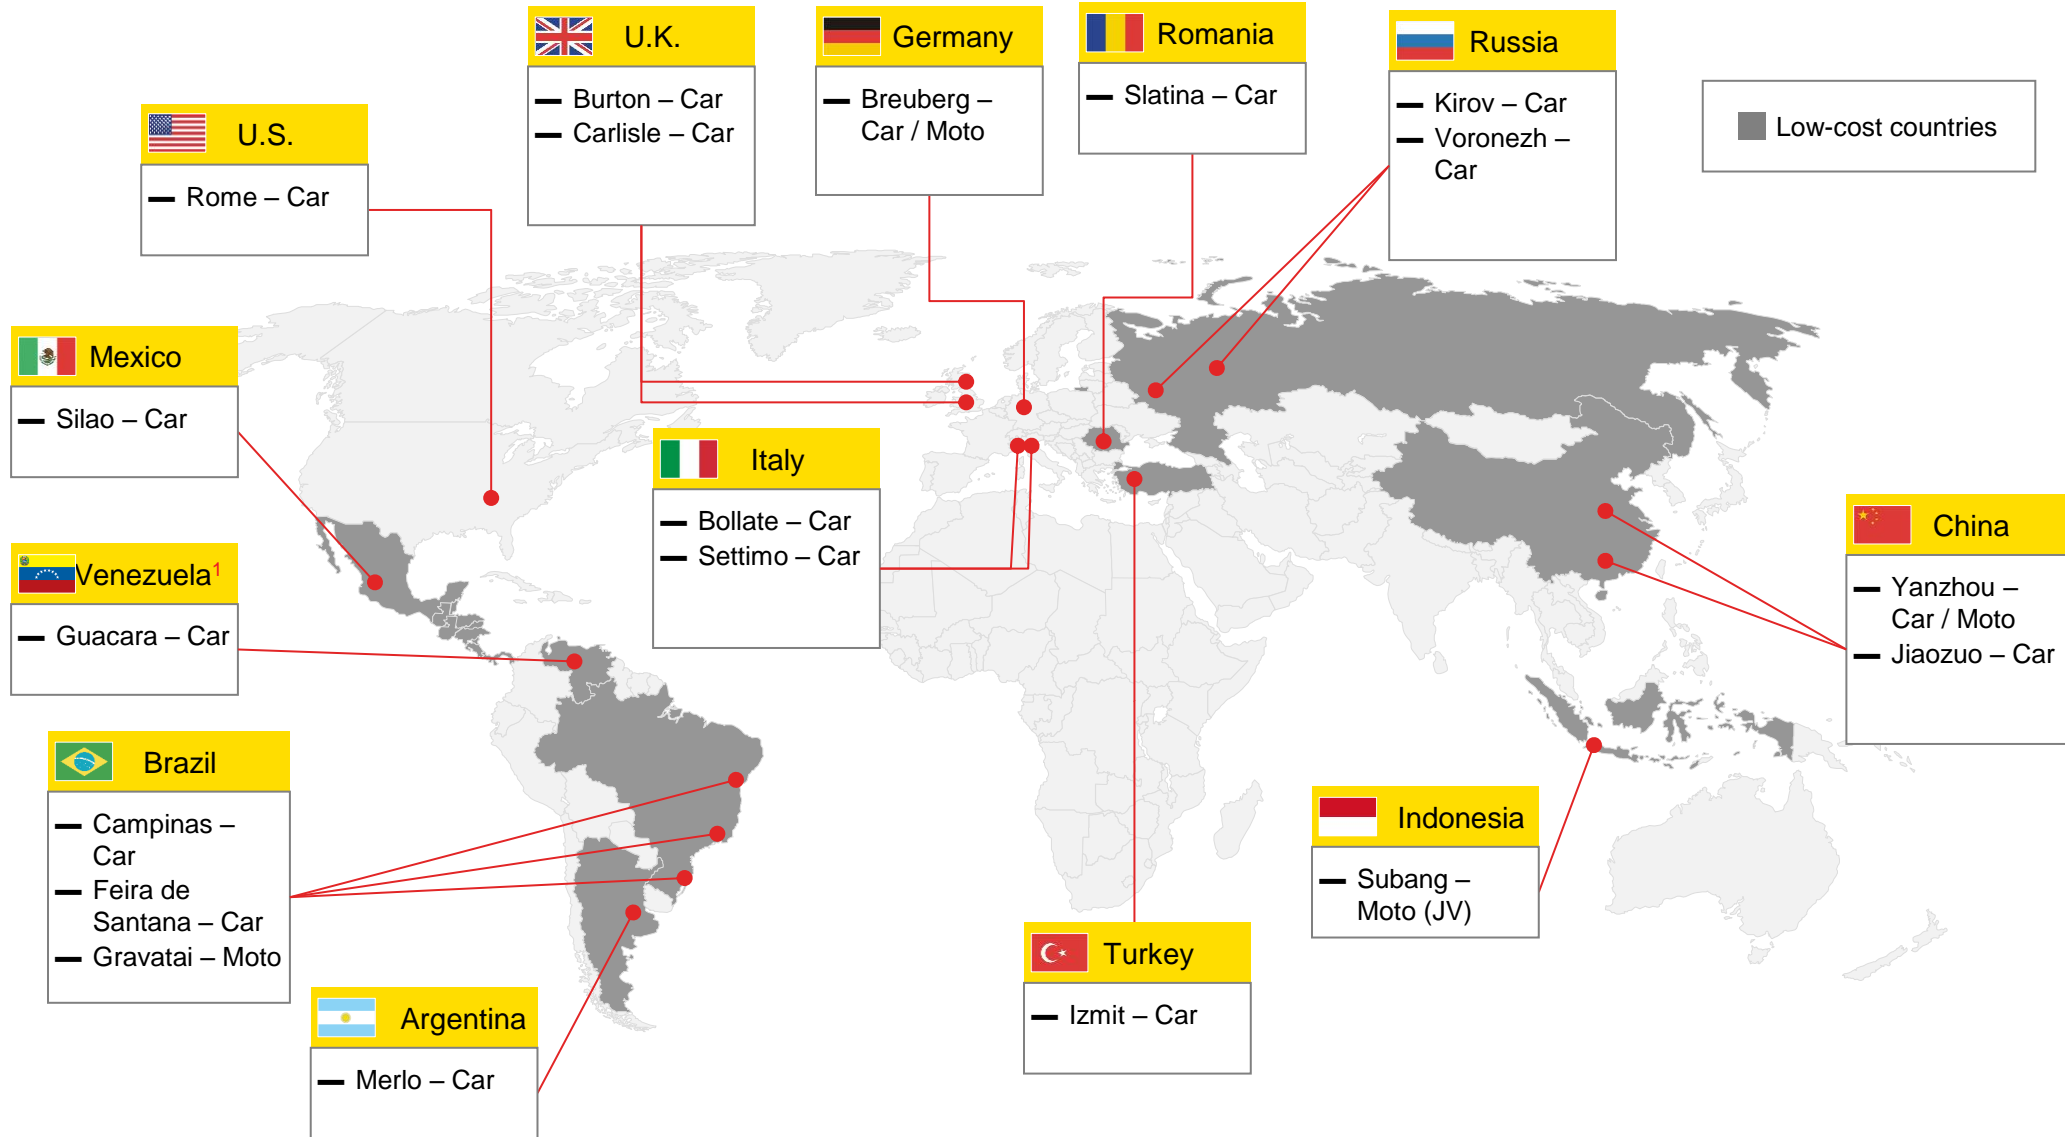 U.K.
Burton – Car
Carlisle – Car
Germany
Breuberg –
Car / Moto
Romania
Slatina – Car
Russia
Kirov – Car
Voronezh –
Car
Low-cost countries
U.S.
Rome – Car
Mexico
Silao – Car
Italy
Bollate – Car
Settimo – Car
China
Yanzhou –
Car / Moto
Jiaozuo – Car
Venezuela¹
Guacara – Car
Brazil
Campinas –
Car
Feira de
Santana – Car
Gravatai – Moto
Indonesia
Subang –
Moto (JV)
Turkey
Izmit – Car
Argentina
Merlo – Car